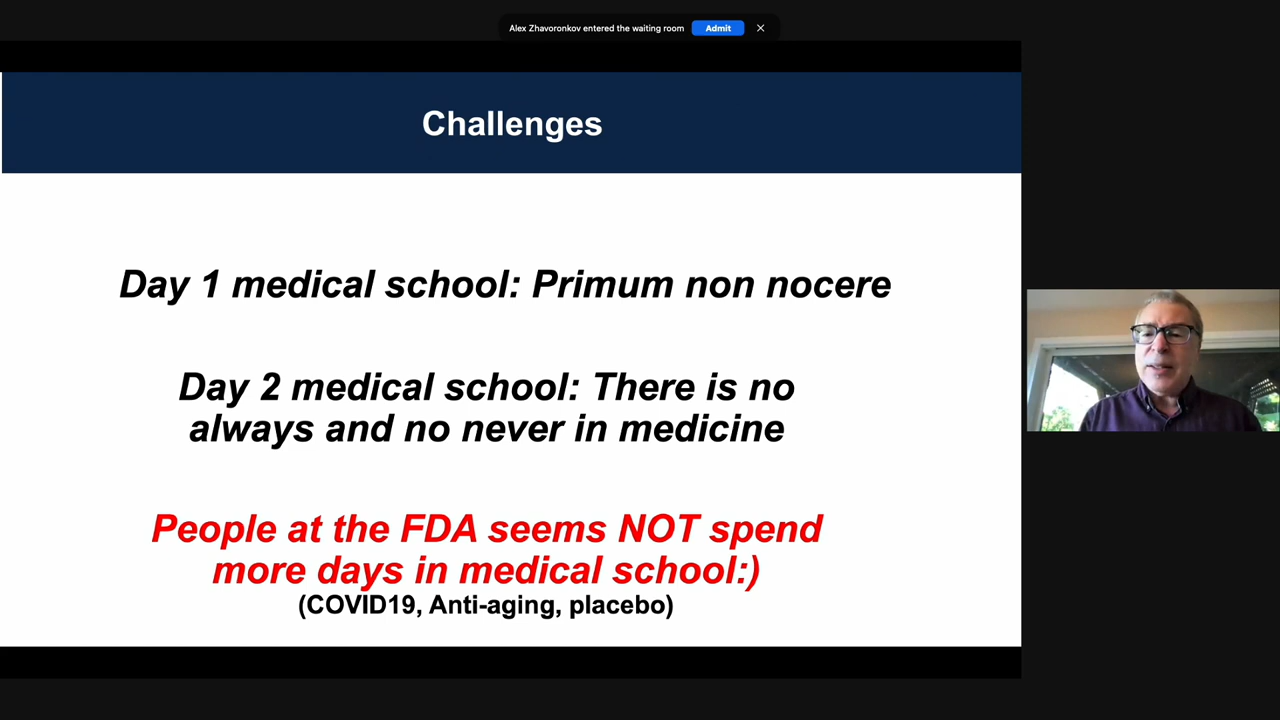 Alex Zhavoronkov entered the waiting room
Admit
Challenges
Day 1 medical school: Primum non nocere
Day 2 medical school: There is no
always and no never in medicine
People at the FDA seems NOT spend
more days in medical school:)
(COVID19, Anti-aging, placebo)